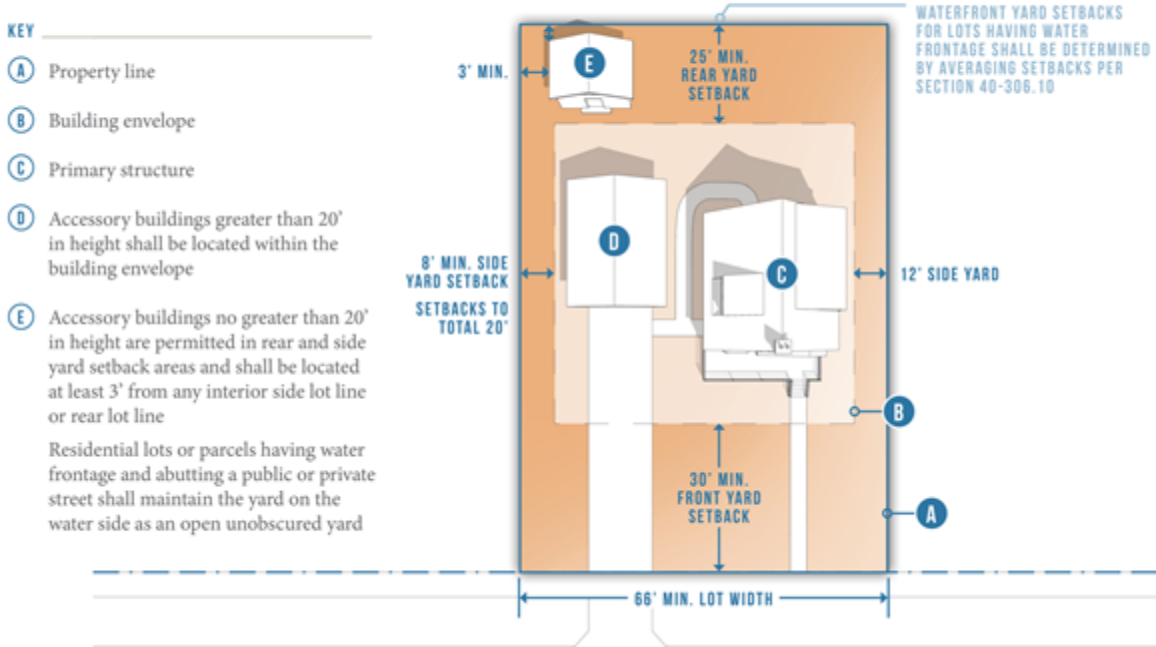 KEY
A Property line
B Building envelope
C Primary structure
D Accessory buildings greater than 20'
in height shall be located within the
building envelope
E Accessory buildings no greater than 20'
in height are permitted in rear and side
yard setback areas and shall be located
at least 3' from any interior side lot line
or rear lot line
Residential lots or parcels having water
frontage and abutting a public or private
street shall maintain the yard on the
water side as an open unobscured yard
WATERFRONT YARD SETBACKS
FOR LOTS HAVING WATER
FRONTAGE SHALL BE DETERMINED
BY AVERAGING SETBACKS PER
SECTION 40-306.10
3' MIN.
E
25' MIN.
REAR YARD
SETBACK
D
C
8' MIN. SIDE
YARD SETBACK
SETBACKS TO
TOTAL 20'
12' SIDE YARD
B
30' MIN.
FRONT YARD
SETBACK
A
66' MIN. LOT WIDTH